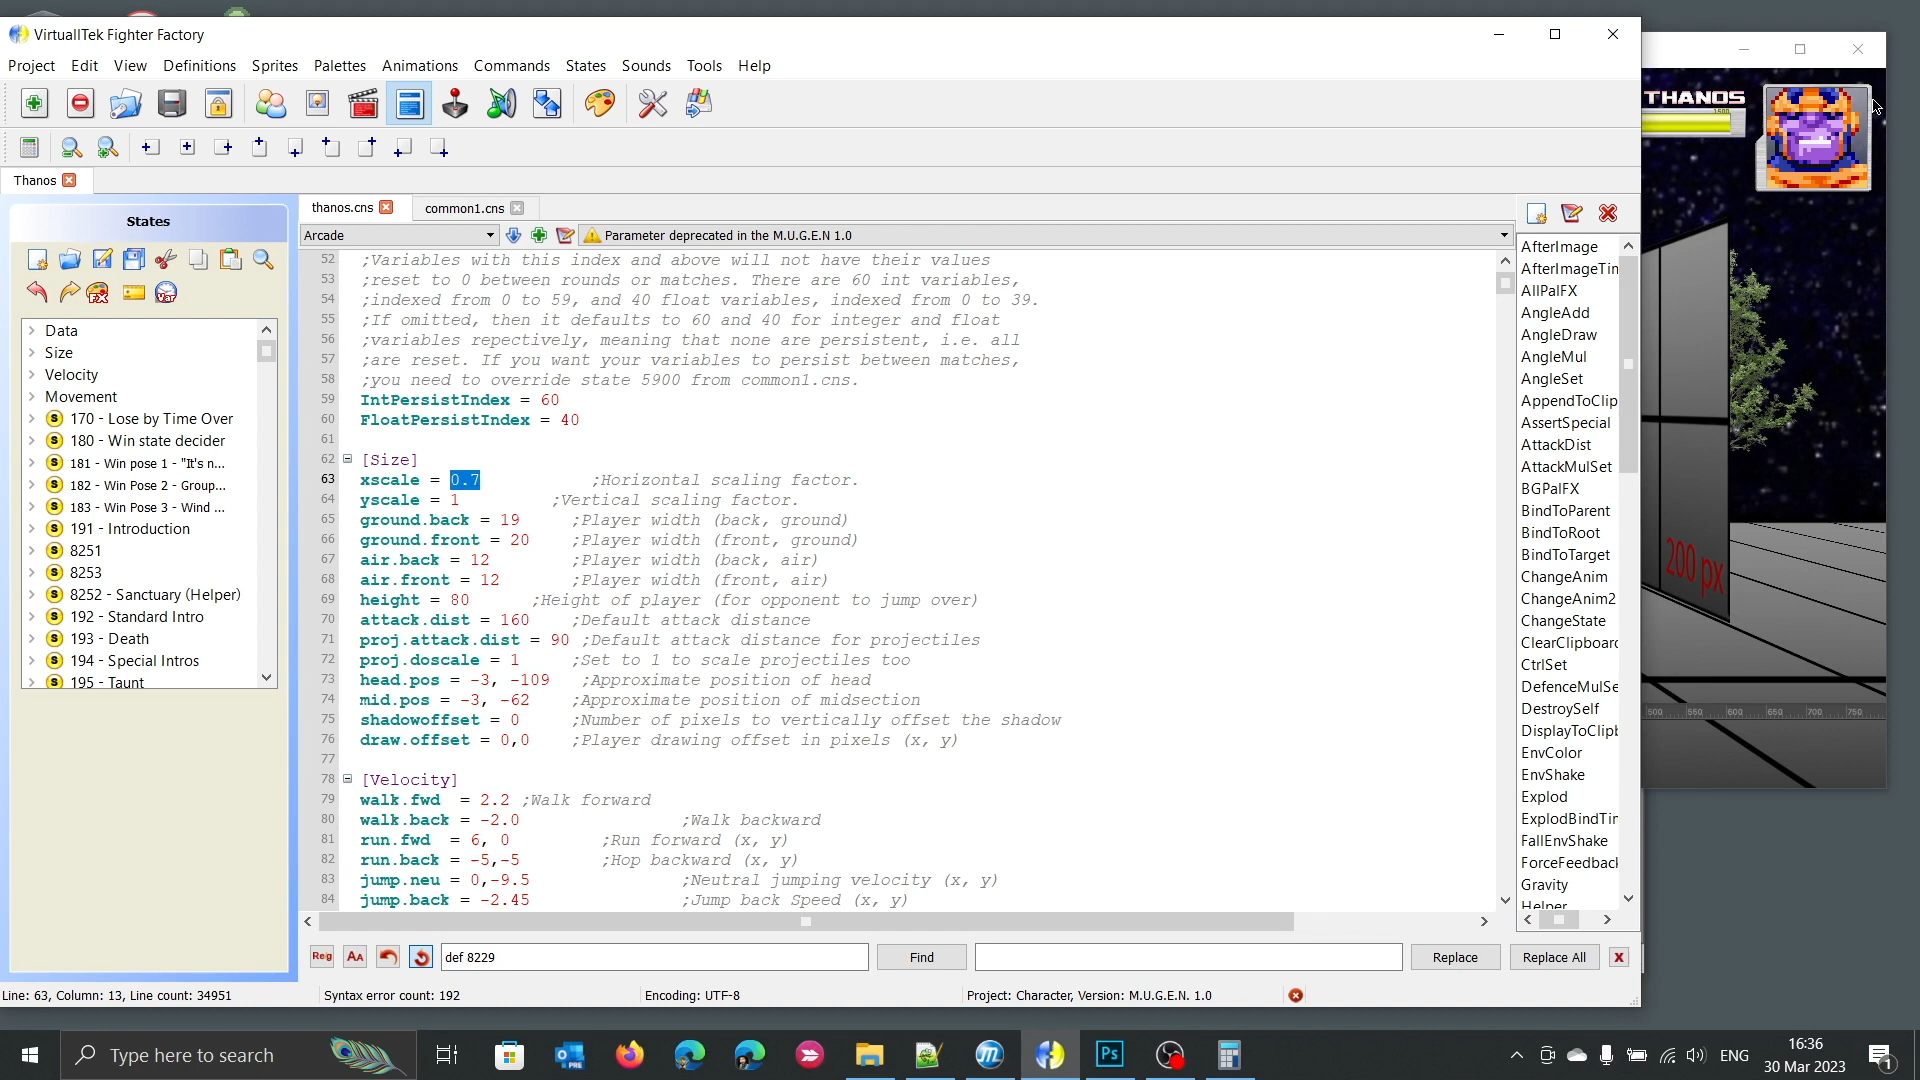 VirtuallTek Fighter Factory
Project Edit View Definitions Sprites Palettes Animations Commands States Sounds Tools Help
Thanos
States
Data
Size
Velocity
Movement
170 - Lose by Time Over
180 - Win state decider
181 - Win pose 1 - "It's n...
182 - Win Pose 2 - Group...
183 - Win Pose 3 - Wind ...
191 - Introduction
8251
8253
8252 - Sanctuary (Helper)
192 - Standard Intro
193 - Death
194 - Special Intros
195 - Taunt
thanos.cns common1.cns
Arcade Parameter deprecated in the M.U.G.E.N 1.0
52 ;Variables with this index and above will not have their values
53 ;reset to 0 between rounds or matches. There are 60 int variables,
54 ;indexed from 0 to 59, and 40 float variables, indexed from 0 to 39.
55 ;If omitted, then it defaults to 60 and 40 for integer and float
56 ;variables repectively, meaning that none are persistent, i.e. all
57 ;are reset. If you want your variables to persist between matches,
58 ;you need to override state 5900 from common1.cns.
59 IntPersistIndex = 60
60 FloatPersistIndex = 40
61
62 [Size]
63 xscale = 0.7 ;Horizontal scaling factor.
64 yscale = 1 ;Vertical scaling factor.
65 ground.back = 19 ;Player width (back, ground)
66 ground.front = 20 ;Player width (front, ground)
67 air.back = 12 ;Player width (back, air)
68 air.front = 12 ;Player width (front, air)
69 height = 80 ;Height of player (for opponent to jump over)
70 attack.dist = 160 ;Default attack distance
71 proj.attack.dist = 90 ;Default attack distance for projectiles
72 proj.doscale = 1 ;Set to 1 to scale projectiles too
73 head.pos = -3, -109 ;Approximate position of head
74 mid.pos = -3, -62 ;Approximate position of midsection
75 shadowoffset = 0 ;Number of pixels to vertically offset the shadow
76 draw.offset = 0,0 ;Player drawing offset in pixels (x, y)
77
78 [Velocity]
79 walk.fwd = 2.2 ;Walk forward
80 walk.back = -2.0 ;Walk backward
81 run.fwd = 6, 0 ;Run forward (x, y)
82 run.back = -5,-5 ;Hop backward (x, y)
83 jump.neu = 0,-9.5 ;Neutral jumping velocity (x, y)
84 jump.back = -2.45 ;Jump back Speed (x, y)
AfterImage
AfterImageTin
AllPalFX
AngleAdd
AngleDraw
AngleMul
AngleSet
AppendToClip
AssertSpecial
AttackDist
AttackMulSet
BGPalFX
BindToParent
BindToRoot
BindToTarget
ChangeAnim
ChangeAnim2
ChangeState
ClearClipboard
CtrlSet
DefenceMulSe
DestroySelf
DisplayToClipb
EnvColor
EnvShake
Explod
ExplodBindTin
FallEnvShake
ForceFeedback
Gravity
Helper
Reg AA def 8229 Find Replace Replace All X
Line: 63, Column: 13, Line count: 34951 Syntax error count: 192 Encoding: UTF-8 Project: Character, Version: M.U.G.E.N. 1.0
THANOS
1500
200 px
500 550 600 650 700 750
Type here to search
PRE
Ps
ENG
16:36
30 Mar 2023
1